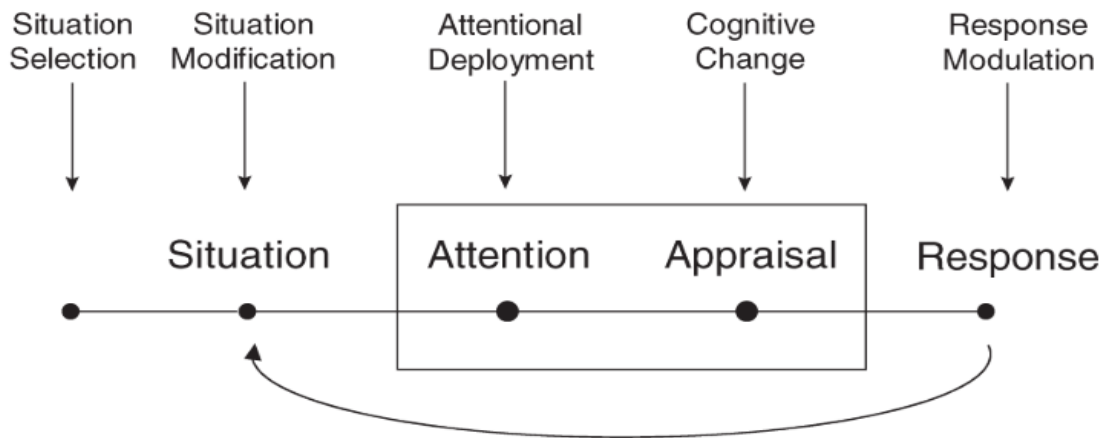 Situation
Selection
Situation
Modification
Attentional
Deployment
Cognitive
Change
Response
Modulation
Situation
Attention
Appraisal
Response